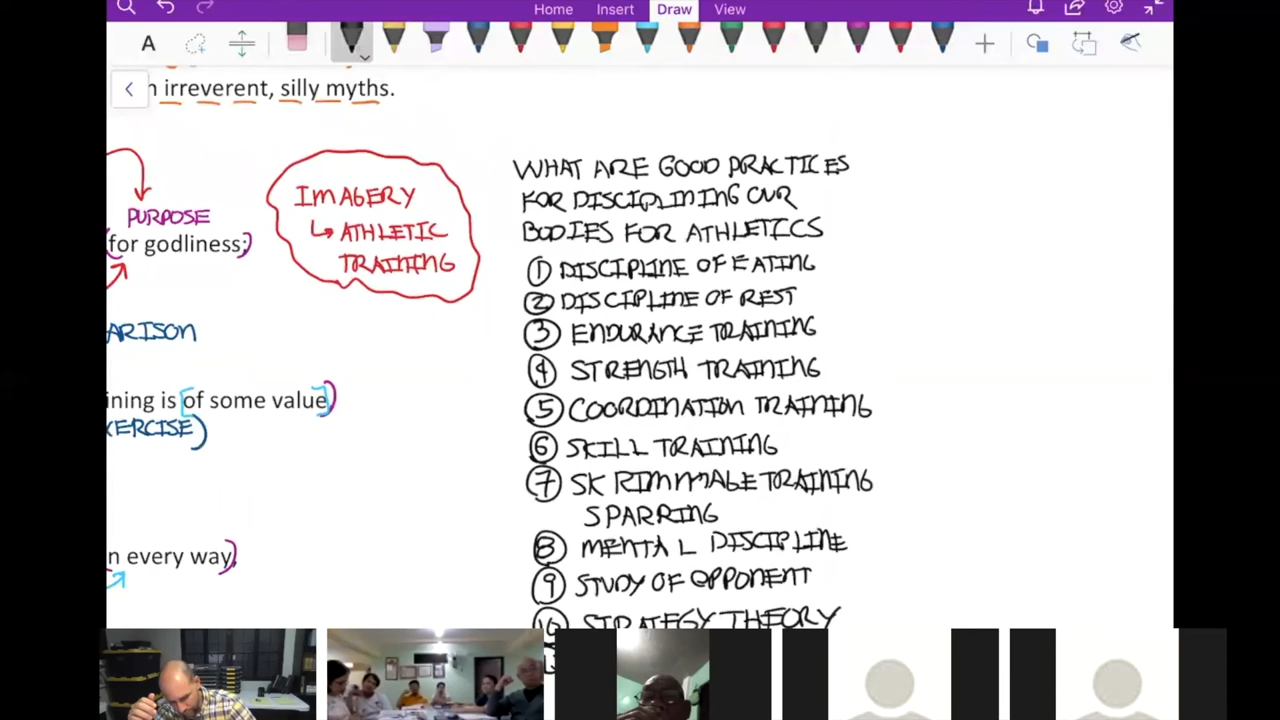 Home Insert Draw View
A
irreverent, silly myths.
PURPOSE
for godliness;
IMAGERY
↳ ATHLETIC
TRAINING
ARISON
ining is of some value
XERCISE)
n every way,
WHAT ARE GOOD PRACTICES
FOR DISCIPLINING OUR
BODIES FOR ATHLETICS
① DISCIPLINE OF EATING
② DISCIPLINE OF REST
③ ENDURANCE TRAINING
④ STRENGTH TRAINING
⑤ COORDINATION TRAINING
⑥ SKILL TRAINING
⑦ SKRIMMAGE TRAINING
SPARRING
⑧ MENTAL DISCIPLINE
⑨ STUDY OF OPPONENT
⑩ STRATEGY THEORY